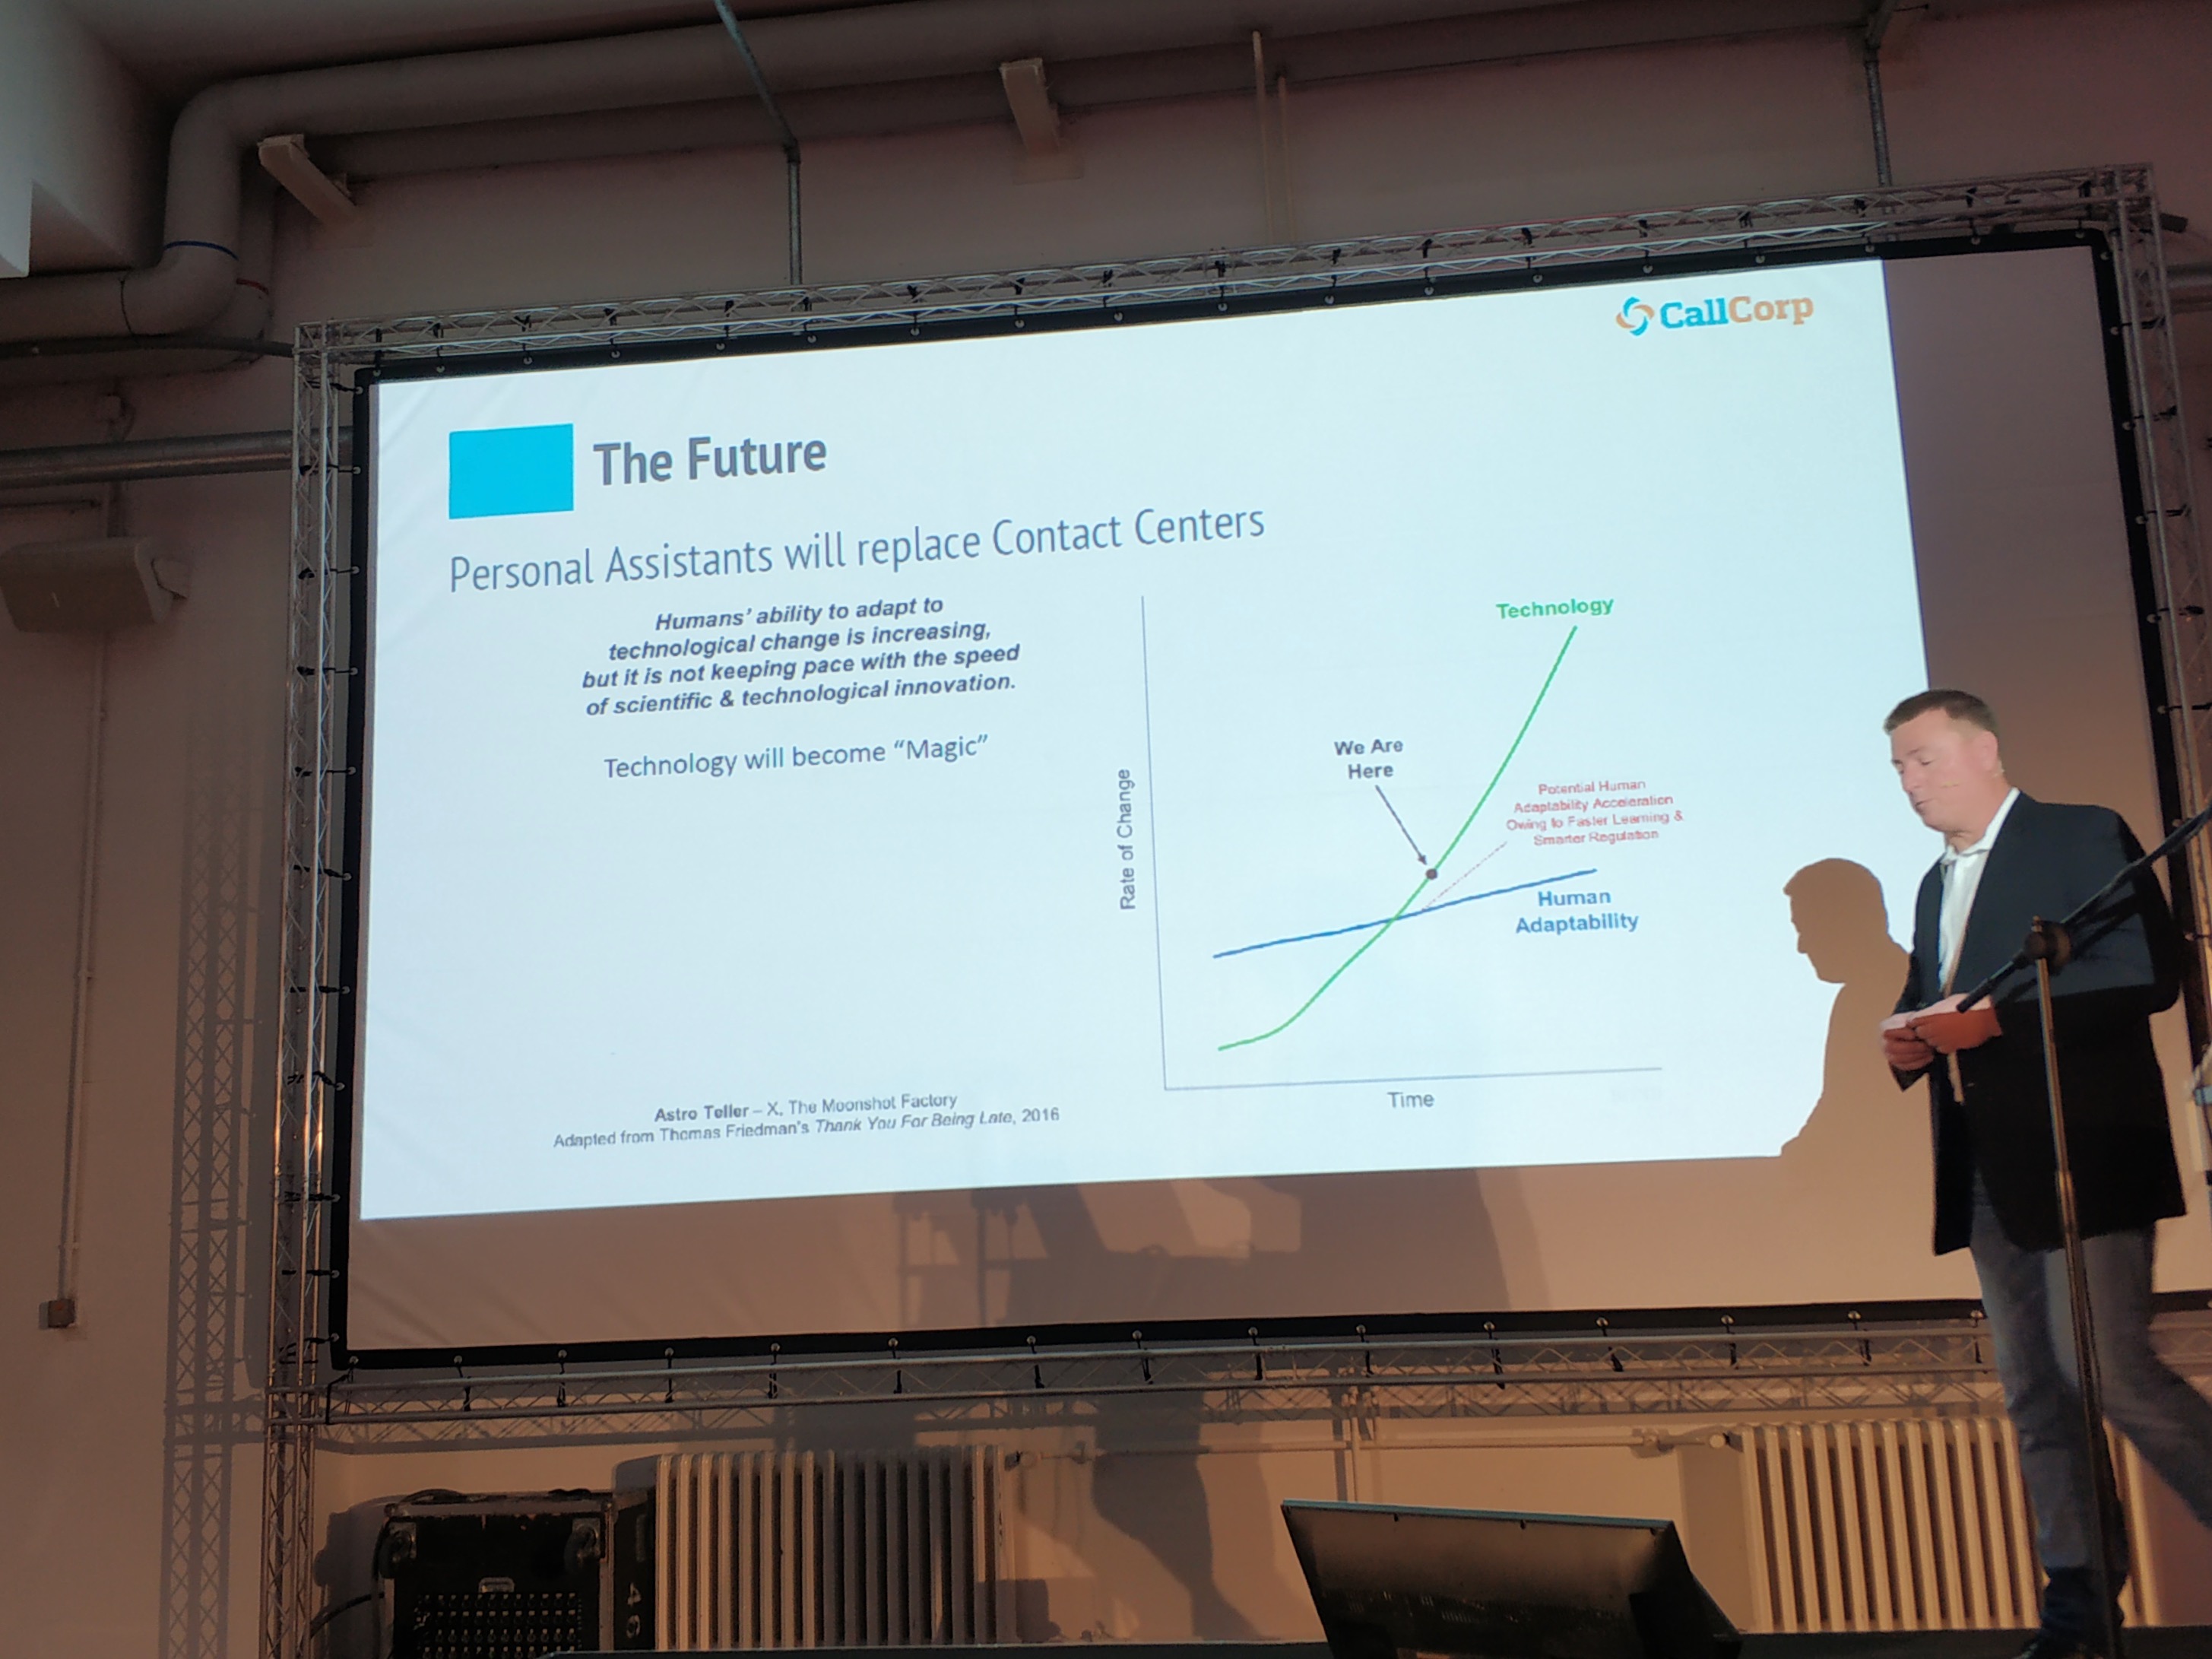 CallCorp
The Future
Personal Assistants will replace Contact Centers
Humans' ability to adapt to
technological change is increasing,
but it is not keeping pace with the speed
of scientific & technological innovation.
Technology will become “Magic”
Astro Teller – X, The Moonshot Factory
Adapted from Thomas Friedman's Thank You For Being Late, 2016
Technology
We Are
Here
Potential Human
Adaptability Acceleration
Owing to Faster Learning &
Smarter Regulation
Human
Adaptability
Rate of Change
Time
46